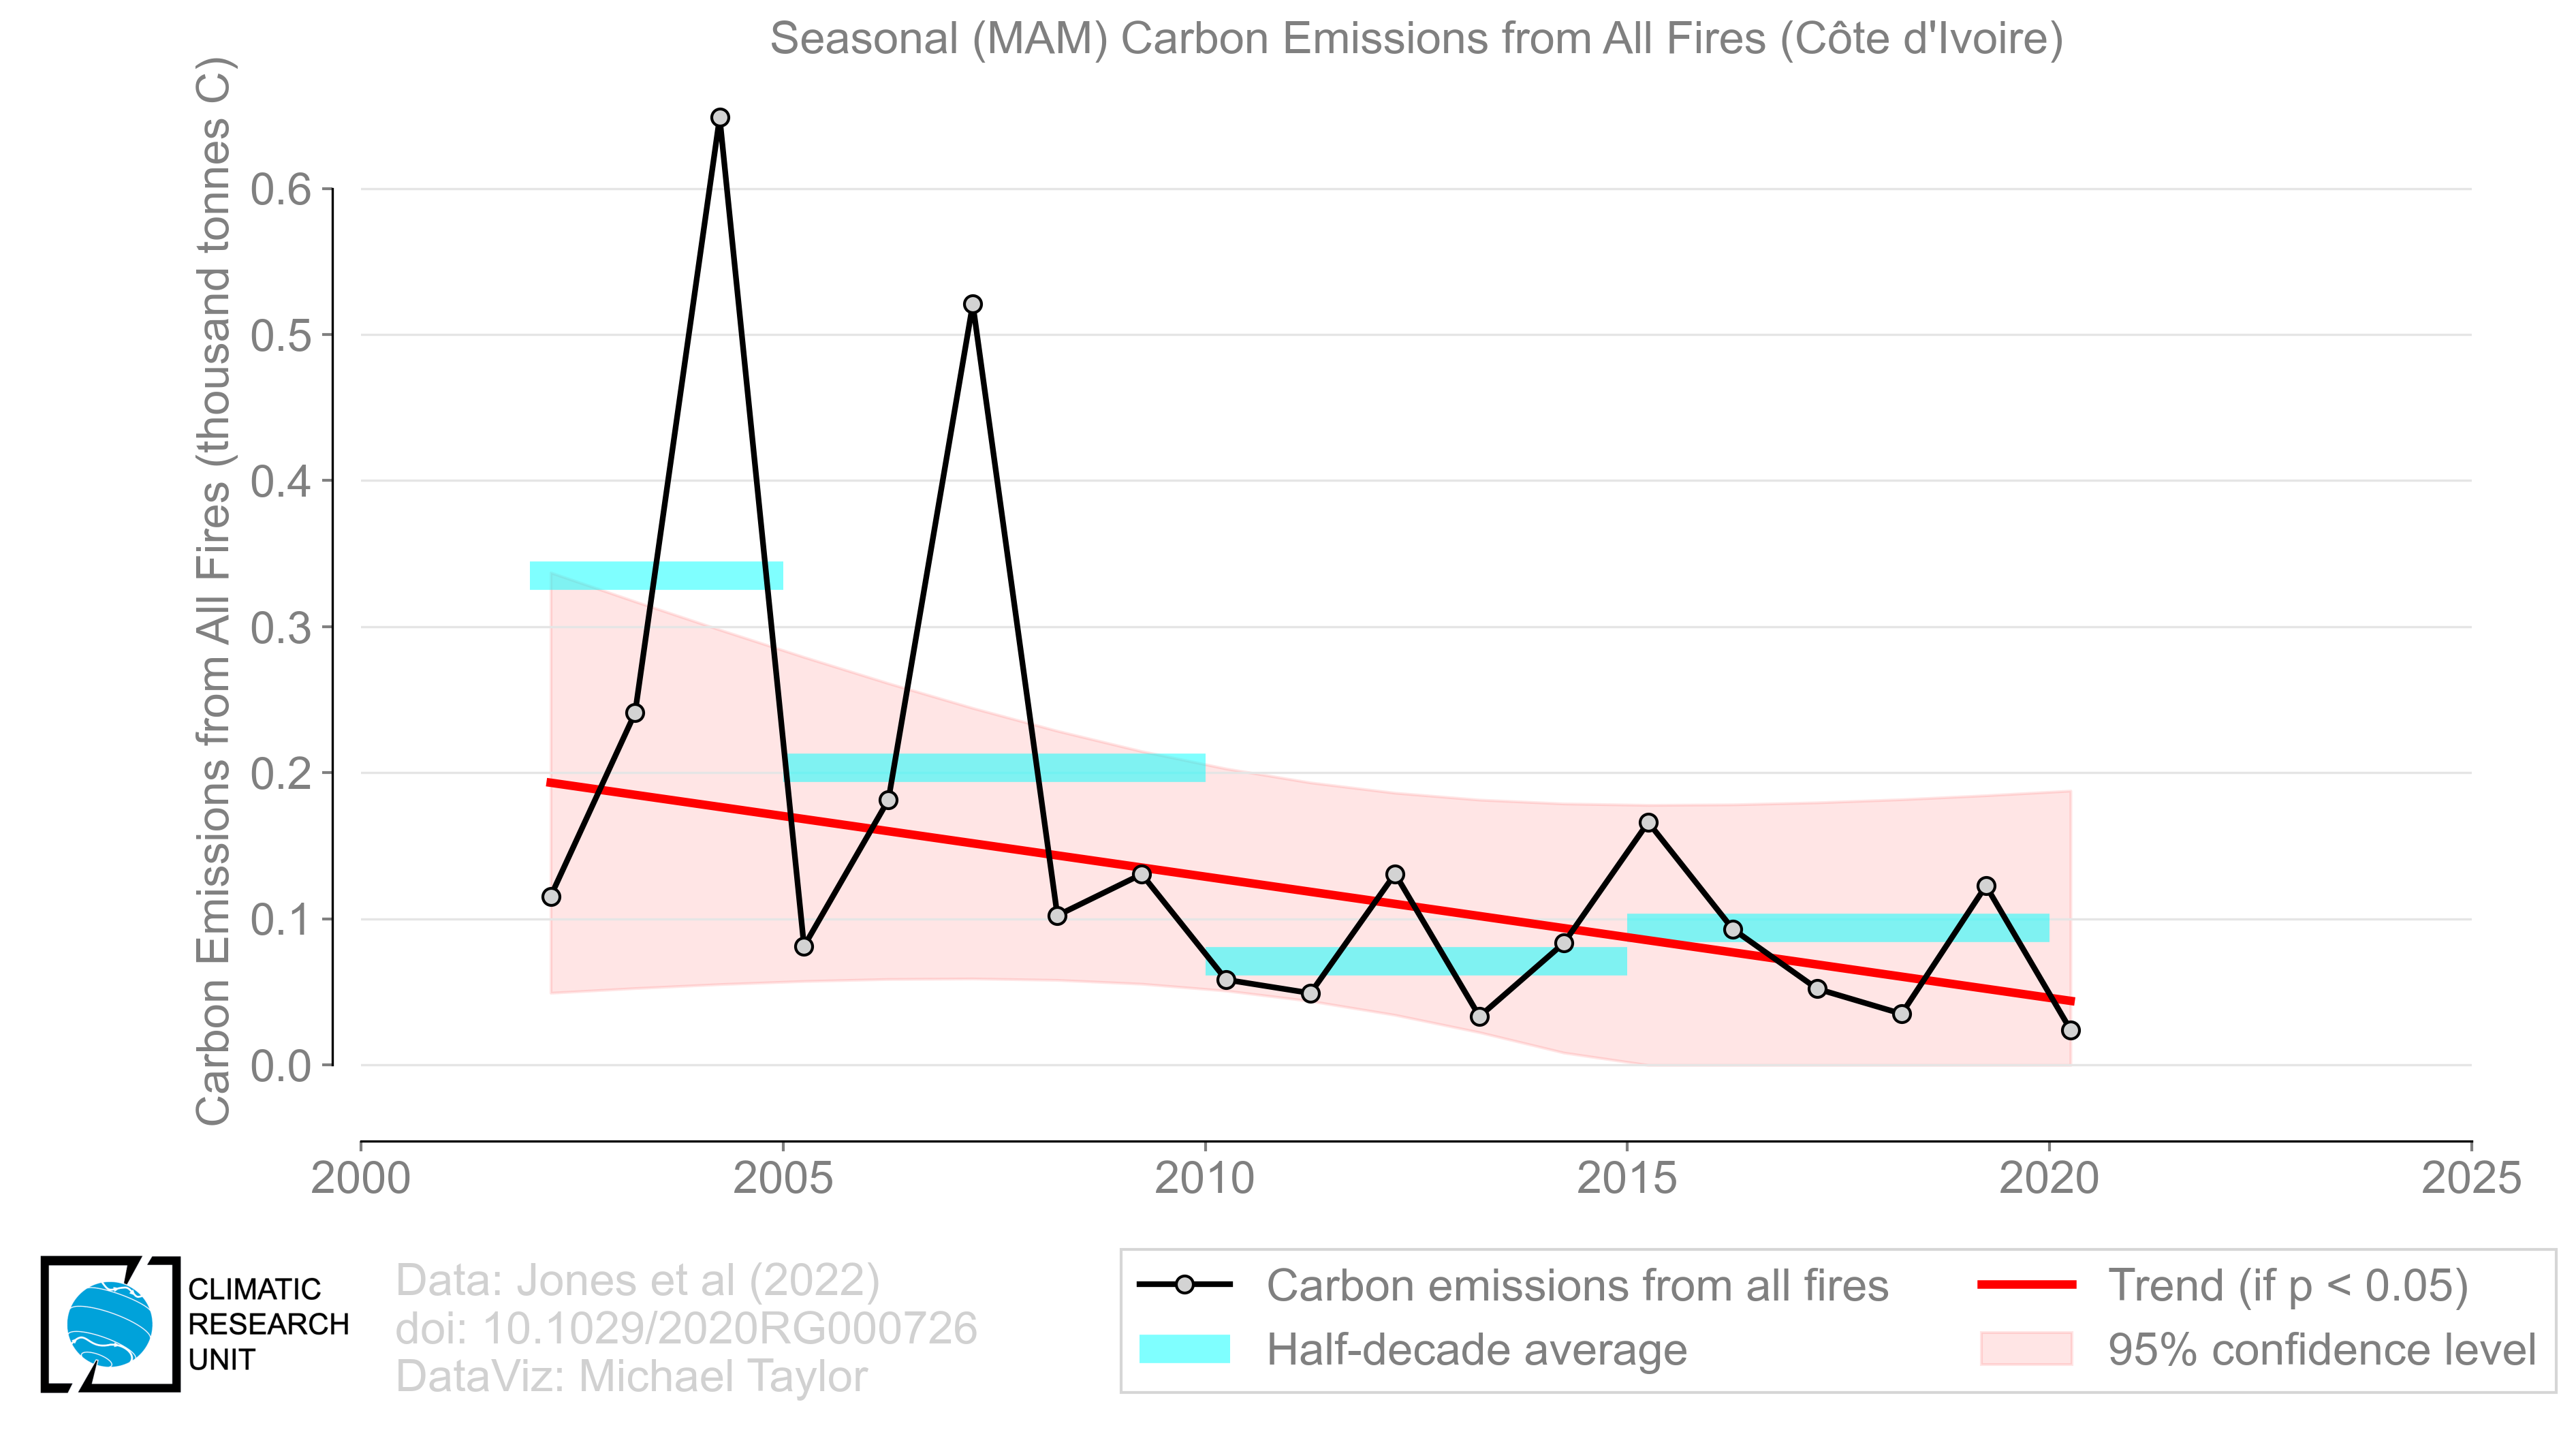 Seasonal (MAM) Carbon Emissions from All Fires (Côte d'Ivoire)
Carbon Emissions from All Fires (thousand tonnes C)
0.6
0.5
0.4
0.3
0.2
0.1
0.0
2000
2005
2010
2015
2020
2025
CLIMATIC
RESEARCH
UNIT
Data: Jones et al (2022)
doi: 10.1029/2020RG000726
DataViz: Michael Taylor
Carbon emissions from all fires
Half-decade average
Trend (if p < 0.05)
95% confidence level